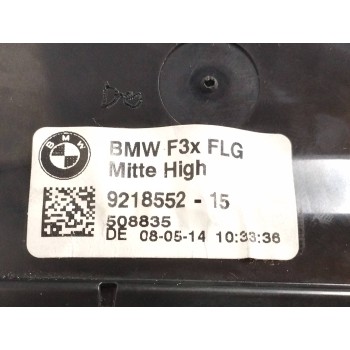 BMW F3x FLG
Mitte High
9218552 - 15
508835
DE 08-05-14 10:33:36